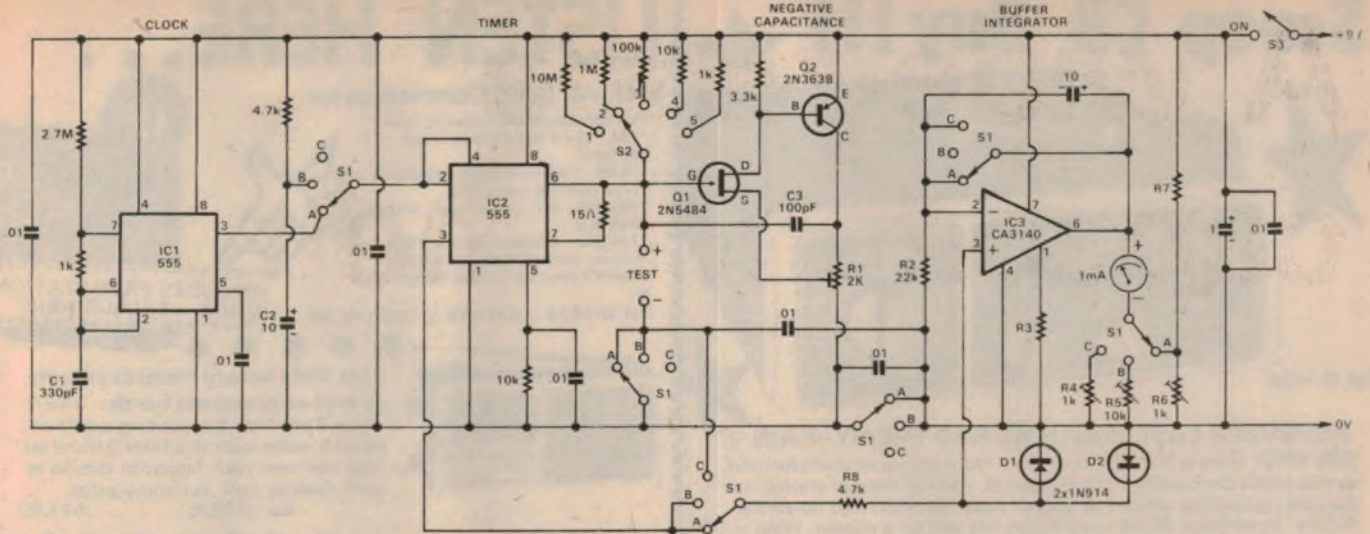 CLOCK
TIMER
NEGATIVE
CAPACITANCE
BUFFER
INTEGRATOR
ON
S3
2.7M
4.7k
10M
1M
100k
10k
1k
3.3k
Q2
2N3638
B
E
C
10
C
B
A
S1
R7
1
2
3
4
5
S2
.01
4
8
7
3
IC1
555
1k
6
5
2
1
C1
330pF
.01
C2
10
C
B
A
S1
.01
4
8
2
6
IC2
555
15Ω
3
7
1
5
10k
.01
G
D
S
Q1
2N5484
C3
100pF
R1
2K
+
TEST
-
A
B
C
S1
.01
.01
R2
22k
2
3
7
6
IC3
CA3140
4
1
R3
+
1mA
-
S1
A
C
B
R4
1k
R5
10k
R6
1k
1
.01
0V
S1
A
B
C
D1
D2
2x1N914
C
B
A
S1
R8
4.7k